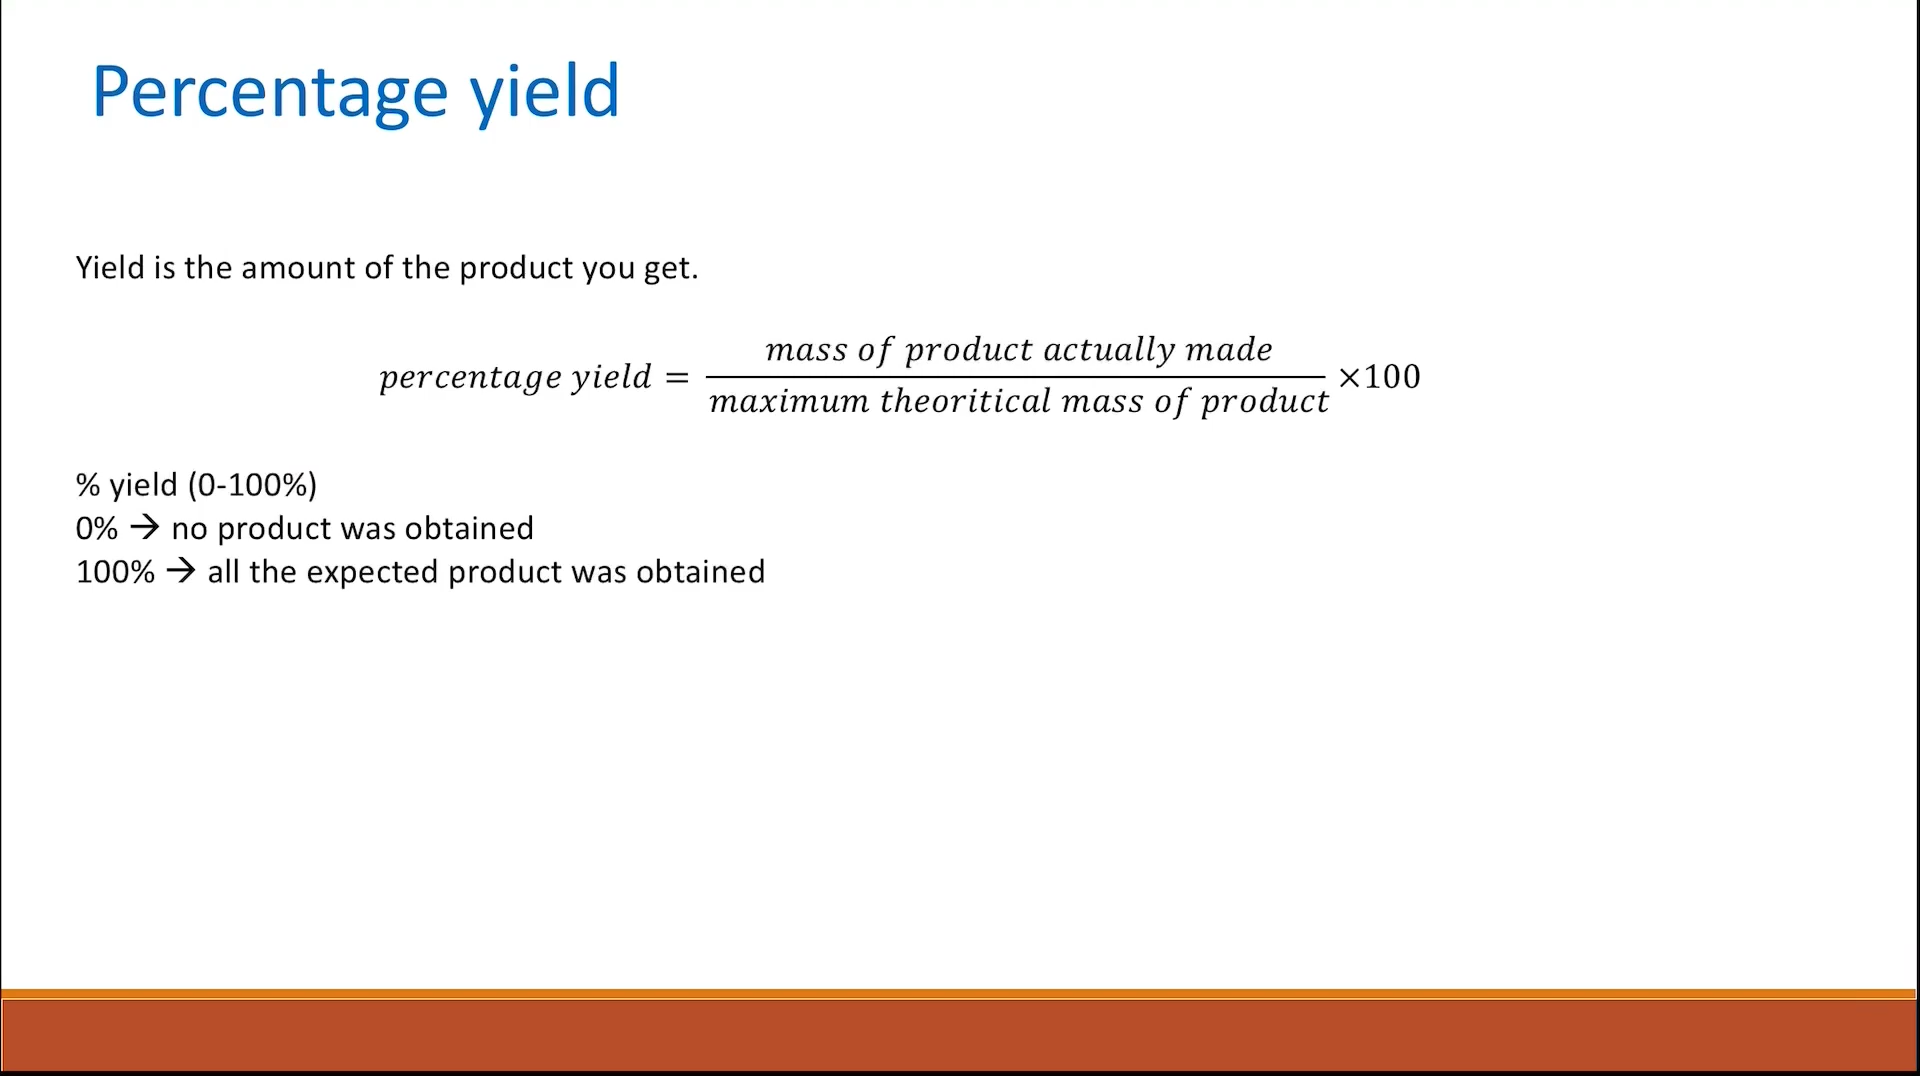 Percentage yield
Yield is the amount of the product you get.
percentage yield = mass of product actually made / maximum theoritical mass of product ×100
% yield (0-100%)
0% → no product was obtained
100% → all the expected product was obtained